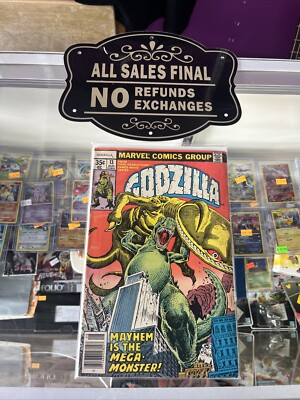 ALL SALES FINAL
NO REFUNDS
EXCHANGES
MARVEL COMICS GROUP
35¢
GODZILLA
MAYHEM
IS THE
MEGA-
MONSTER!